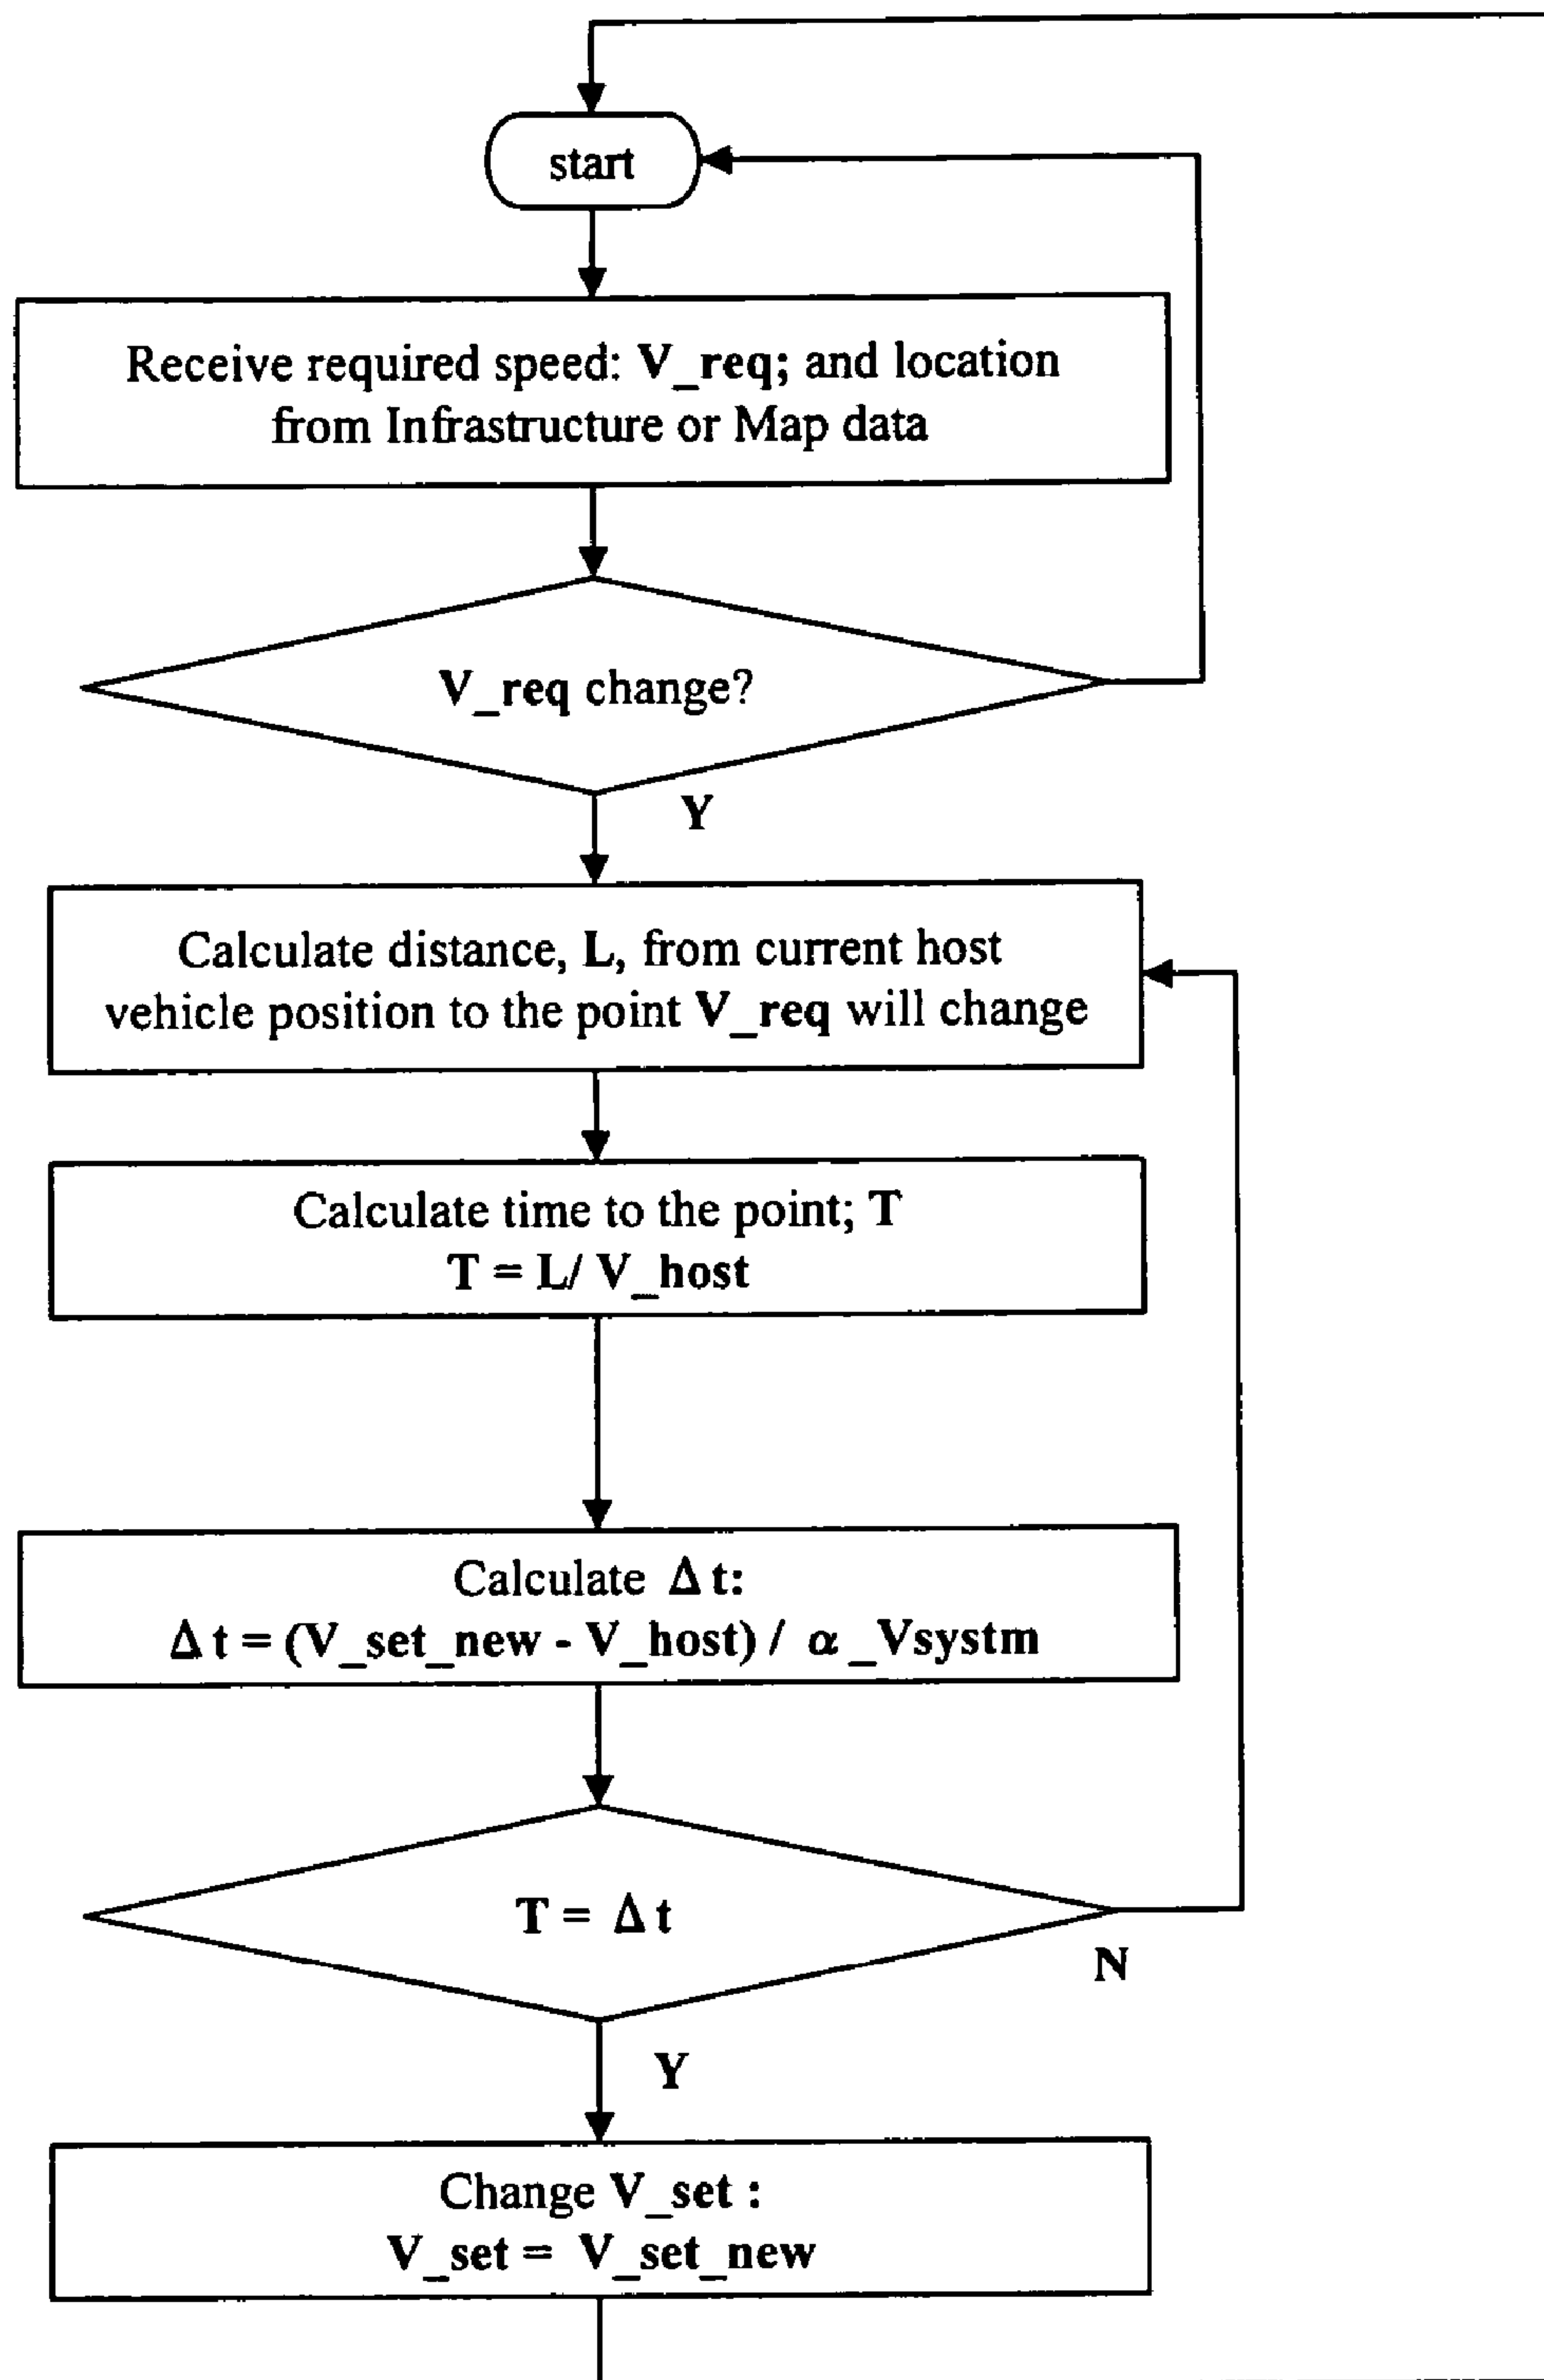 start
Receive required speed: V_req; and location
from Infrastructure or Map data
V_req change?
Y
Calculate distance, L, from current host
vehicle position to the point V_req will change
Calculate time to the point; T
T = L/ V_host
Calculate Δ t:
Δ t = (V_set_new - V_host) / α _Vsystm
T = Δ t
N
Y
Change V_set :
V_set = V_set_new